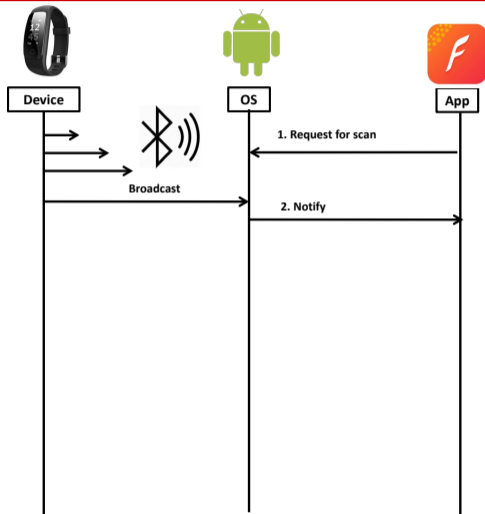 Device
OS
App
1. Request for scan
Broadcast
2. Notify